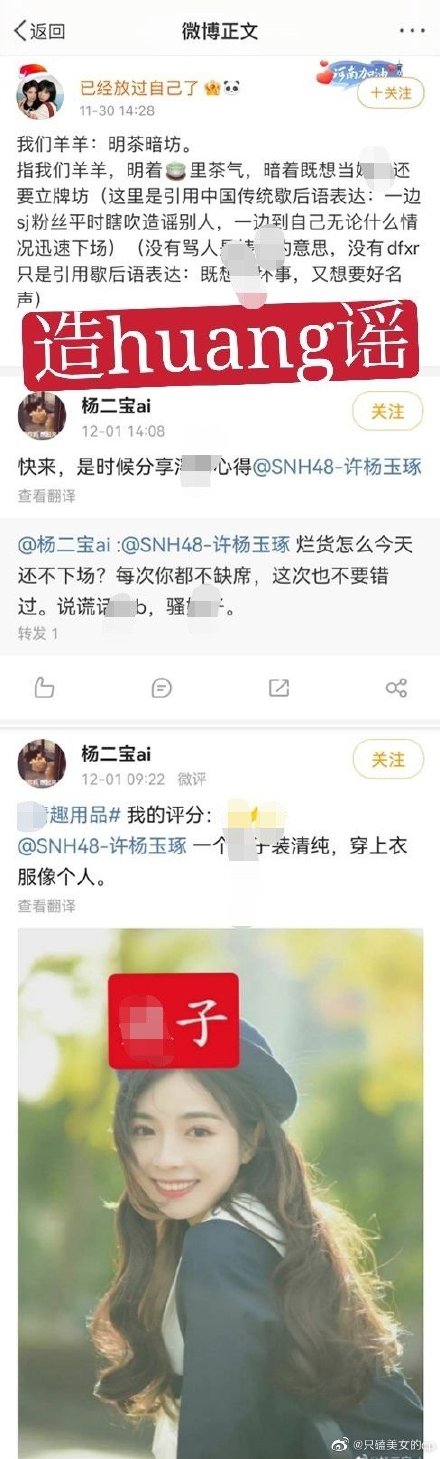 返回
微博正文
已经放过自己了
河南加油
+关注
11-30 14:28
我们羊羊：明茶暗坊。
指我们羊羊，明着🍵里茶气，暗着既想当 还
要立牌坊（这里是引用中国传统歇后语表达：一边
sj粉丝平时瞎吹造谣别人，一边到自己无论什么情
况迅速下场）（没有骂人是 的意思，没有dfxr
只是引用歇后语表达：既想 坏事，又想要好名
声）
造huang谣
杨二宝ai
关注
12-01 14:08
快来，是时候分享 心得@SNH48-许杨玉琢
查看翻译
@杨二宝ai :@SNH48-许杨玉琢 烂货怎么今天
还不下场？每次你都不缺席，这次也不要错
过。说谎话 b，骚 。
转发 1
杨二宝ai
关注
12-01 09:22 微评
趣用品# 我的评分：
@SNH48-许杨玉琢 一个 子装清纯，穿上衣
服像个人。
查看翻译
子
@只磕美女的cp